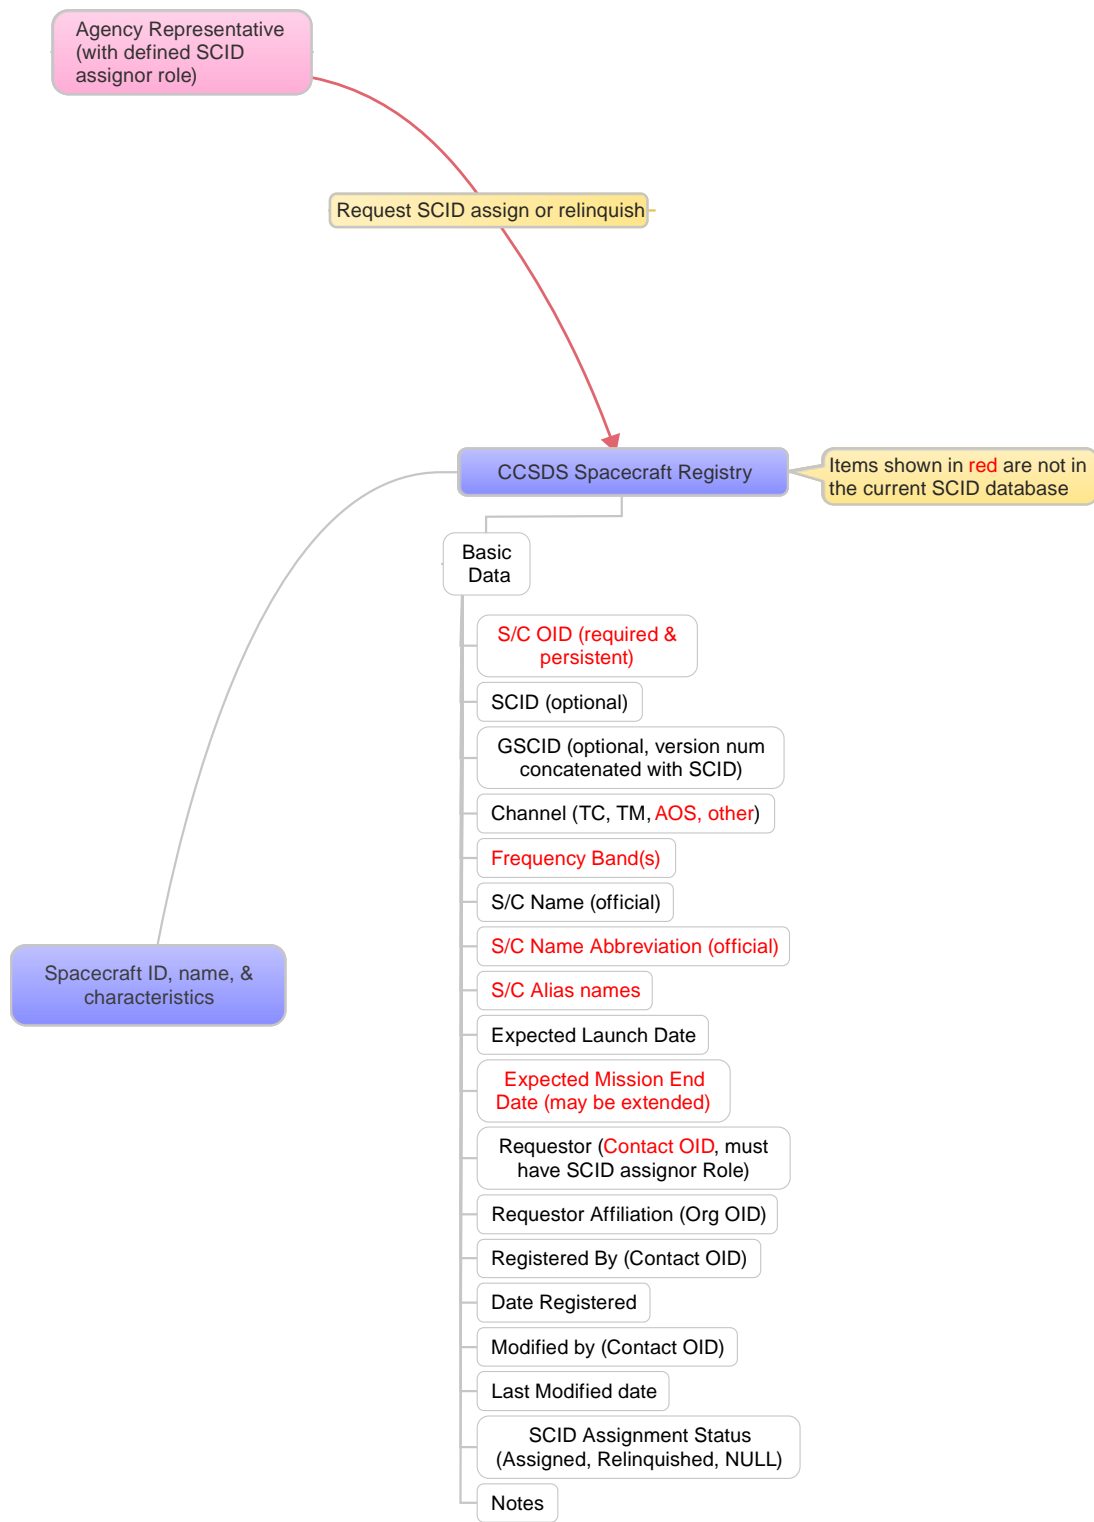 Agency Representative
(with defined SCID
assignor role)
Request SCID assign or relinquish
CCSDS Spacecraft Registry
Items shown in red are not in
the current SCID database
Basic
Data
S/C OID (required &
persistent)
SCID (optional)
GSCID (optional, version num
concatenated with SCID)
Channel (TC, TM, AOS, other)
Frequency Band(s)
S/C Name (official)
S/C Name Abbreviation (official)
Spacecraft ID, name, &
characteristics
S/C Alias names
Expected Launch Date
Expected Mission End
Date (may be extended)
Requestor (Contact OID, must
have SCID assignor Role)
Requestor Affiliation (Org OID)
Registered By (Contact OID)
Date Registered
Modified by (Contact OID)
Last Modified date
SCID Assignment Status
(Assigned, Relinquished, NULL)
Notes